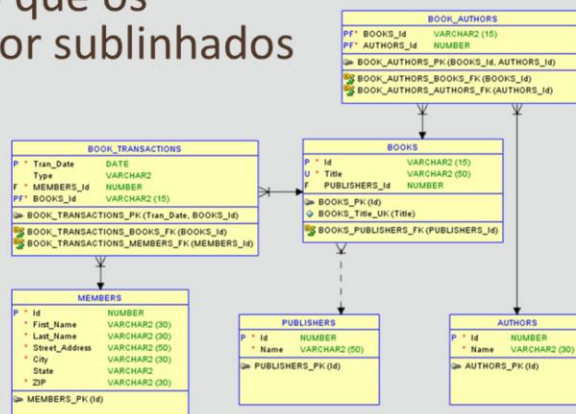 que os
or sublinhados
BOOK_AUTHORS
PF* BOOKS_Id VARCHAR2 (15)
PF* AUTHORS_Id NUMBER
BOOK_AUTHORS_PK (BOOKS_Id, AUTHORS_Id)
BOOK_AUTHORS_BOOKS_FK (BOOKS_Id)
BOOK_AUTHORS_AUTHORS_FK (AUTHORS_Id)
BOOK_TRANSACTIONS
P * Tran_Date DATE
Type VARCHAR2
F * MEMBERS_Id NUMBER
PF* BOOKS_Id VARCHAR2 (15)
BOOK_TRANSACTIONS_PK (Tran_Date, BOOKS_Id)
BOOK_TRANSACTIONS_BOOKS_FK (BOOKS_Id)
BOOK_TRANSACTIONS_MEMBERS_FK (MEMBERS_Id)
BOOKS
P * Id VARCHAR2 (15)
U * Title VARCHAR2 (50)
F PUBLISHERS_Id NUMBER
BOOKS_PK (Id)
BOOKS_Title_UK (Title)
BOOKS_PUBLISHERS_FK (PUBLISHERS_Id)
MEMBERS
P * Id NUMBER
* First_Name VARCHAR2 (30)
* Last_Name VARCHAR2 (30)
* Street_Address VARCHAR2 (50)
* City VARCHAR2 (30)
State VARCHAR2
* ZIP VARCHAR2 (30)
MEMBERS_PK (Id)
PUBLISHERS
P * Id NUMBER
* Name VARCHAR2 (50)
PUBLISHERS_PK (Id)
AUTHORS
P * Id NUMBER
* Name VARCHAR2 (30)
AUTHORS_PK (Id)